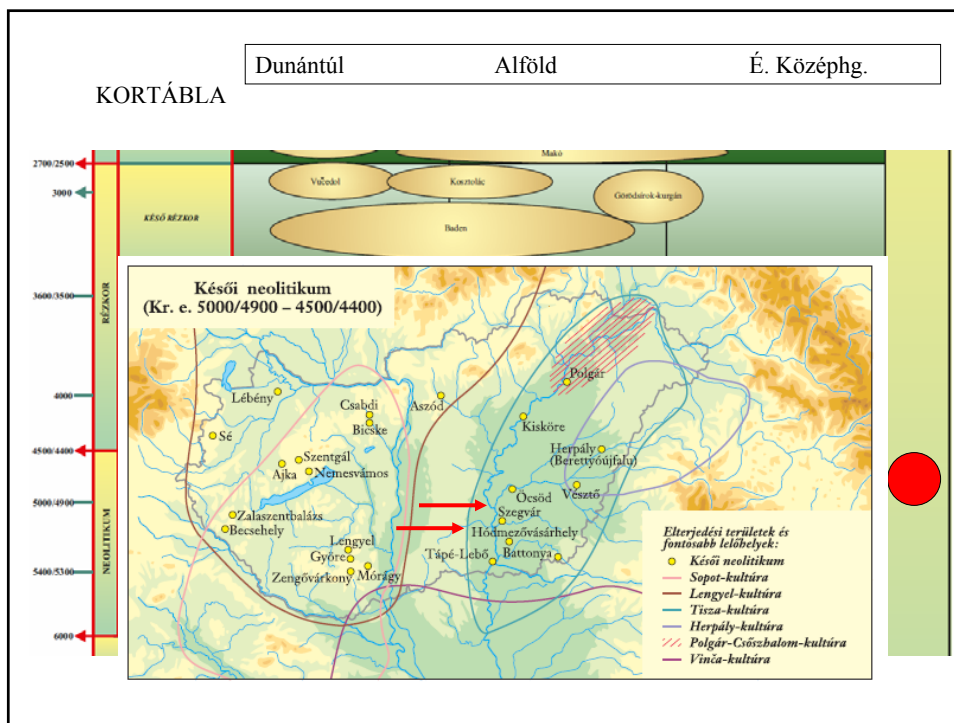 Dunántúl Alföld É. Középhg.
KORTÁBLA
Makó
2700/2500
Vučedol
Kosztolác
3000
Gödrössírok-kurgán
KÉSŐ RÉZKOR
Baden
RÉZKOR
3600/3500
4000
4500/4400
5000/4900
NEOLITIKUM
5400/5300
6000
Késői neolitikum
(Kr. e. 5000/4900 – 4500/4400)
Polgár
Lébény
Aszód
Csabdi
Bicske
Kisköre
Sé
Herpály
(Berettyóújfalu)
Szentgál
Ajka
Nemesvámos
Öcsöd
Vésztő
Szegvár
Zalaszentbalázs
Becsehely
Hódmezővásárhely
Lengyel
Győre
Tápé-Lebő
Battonya
Zengővárkony
Mórágy
Elterjedési területek és
fontosabb lelőhelyek:
Késői neolitikum
Sopot-kultúra
Lengyel-kultúra
Tisza-kultúra
Herpály-kultúra
Polgár-Csőszhalom-kultúra
Vinča-kultúra